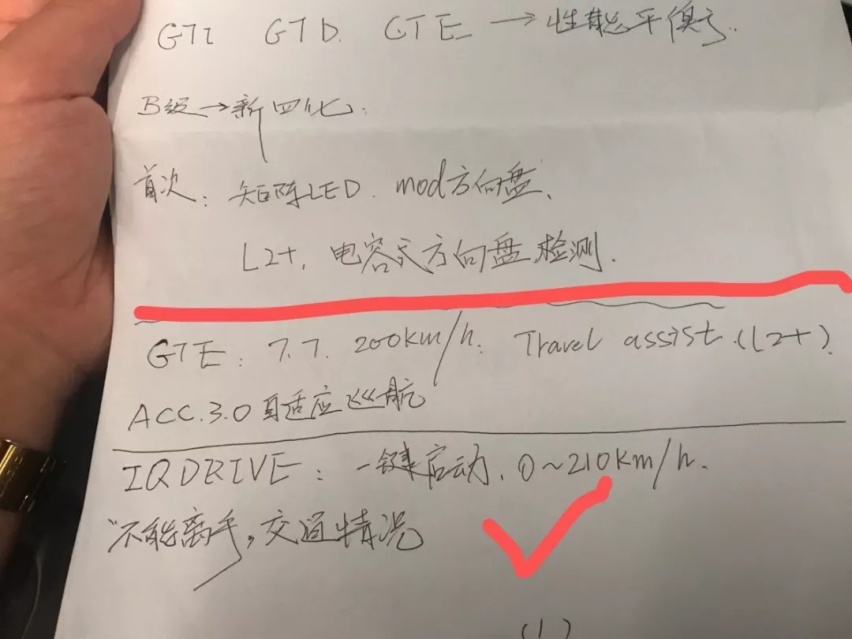 GTI GTD. GTE → 性能平衡
B级→新四化.
首次: 矩阵LED. mod方向盘.
L2+, 电容式方向盘检测.
GTE: 7.7. 200km/h. Travel assist.(L2+).
ACC.3.0自适应巡航
IQDRIVE: 一键启动, 0~210km/h.
"不能离手, 交通情况